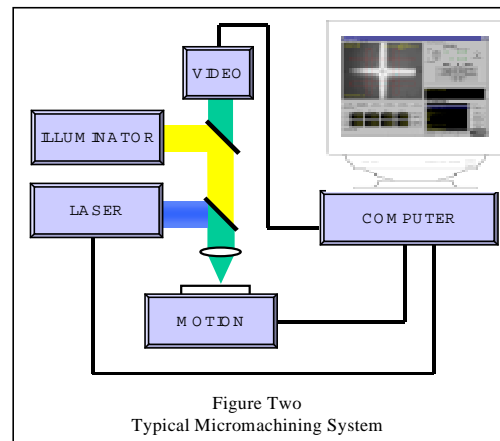 VIDEO
ILLUMINATOR
LASER
COMPUTER
MOTION
Figure Two
Typical Micromachining System